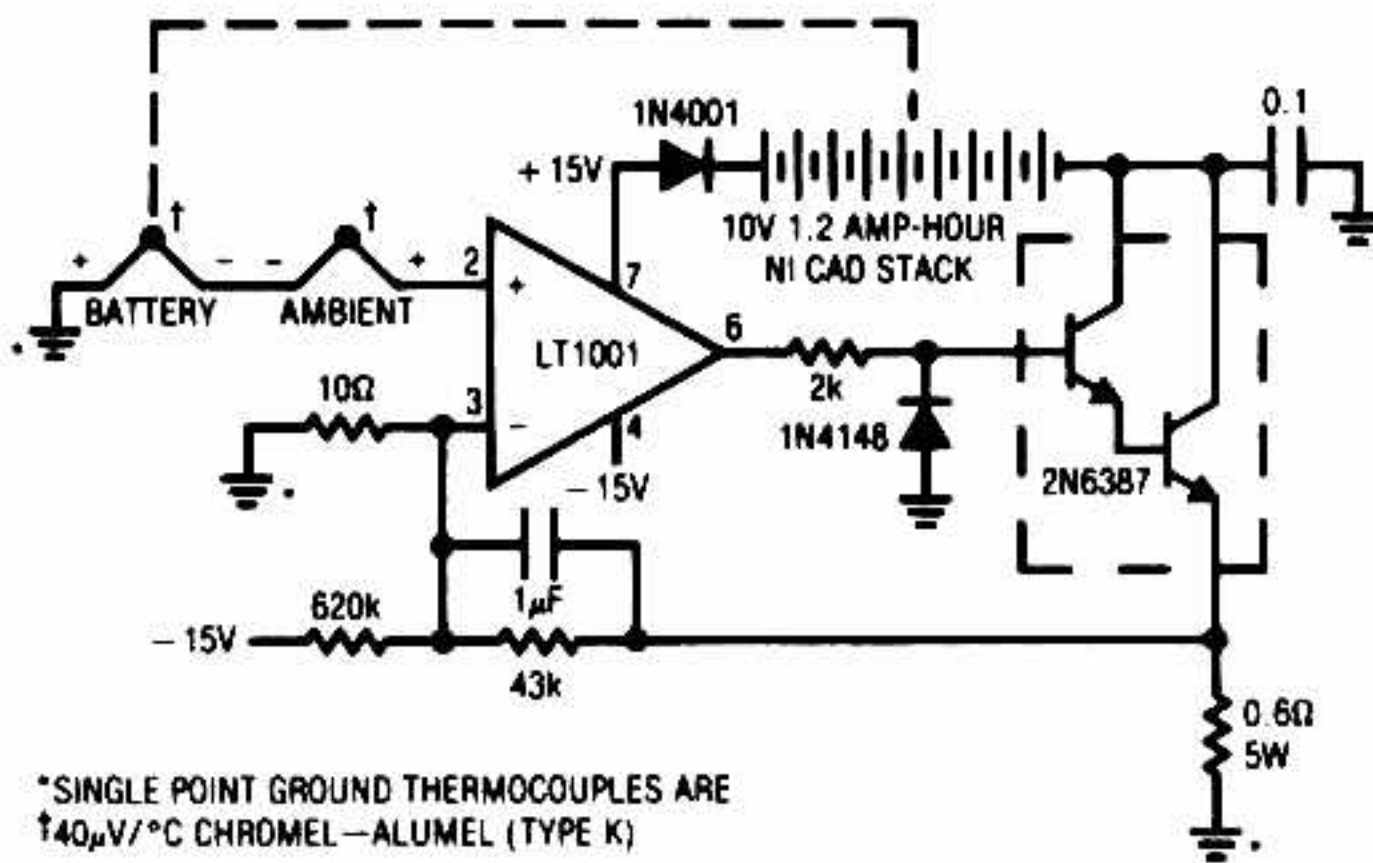 1N4001
0.1
+ 15V
10V 1.2 AMP-HOUR
NI CAD STACK
†
†
+
- -
+
2
+
7
BATTERY
AMBIENT
LT1001
6
2k
1N4148
10Ω
3
-
4
- 15V
2N6387
1µF
620k
- 15V
43k
0.6Ω
5W
*SINGLE POINT GROUND THERMOCOUPLES ARE
†40µV/°C CHROMEL—ALUMEL (TYPE K)